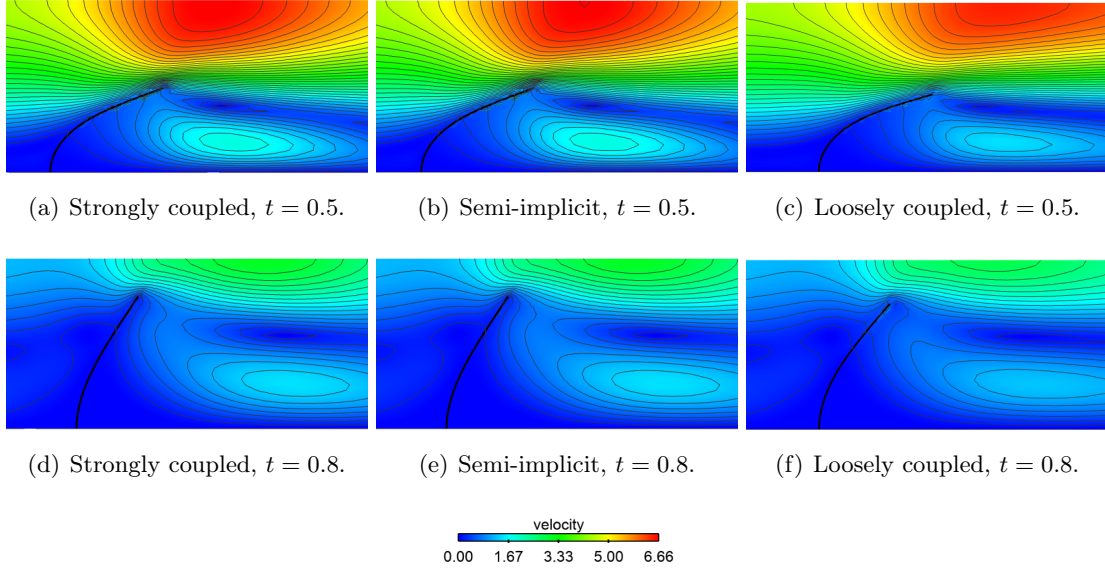 (a) Strongly coupled, t = 0.5.
(b) Semi-implicit, t = 0.5.
(c) Loosely coupled, t = 0.5.
(d) Strongly coupled, t = 0.8.
(e) Semi-implicit, t = 0.8.
(f) Loosely coupled, t = 0.8.
velocity
0.00 1.67 3.33 5.00 6.66